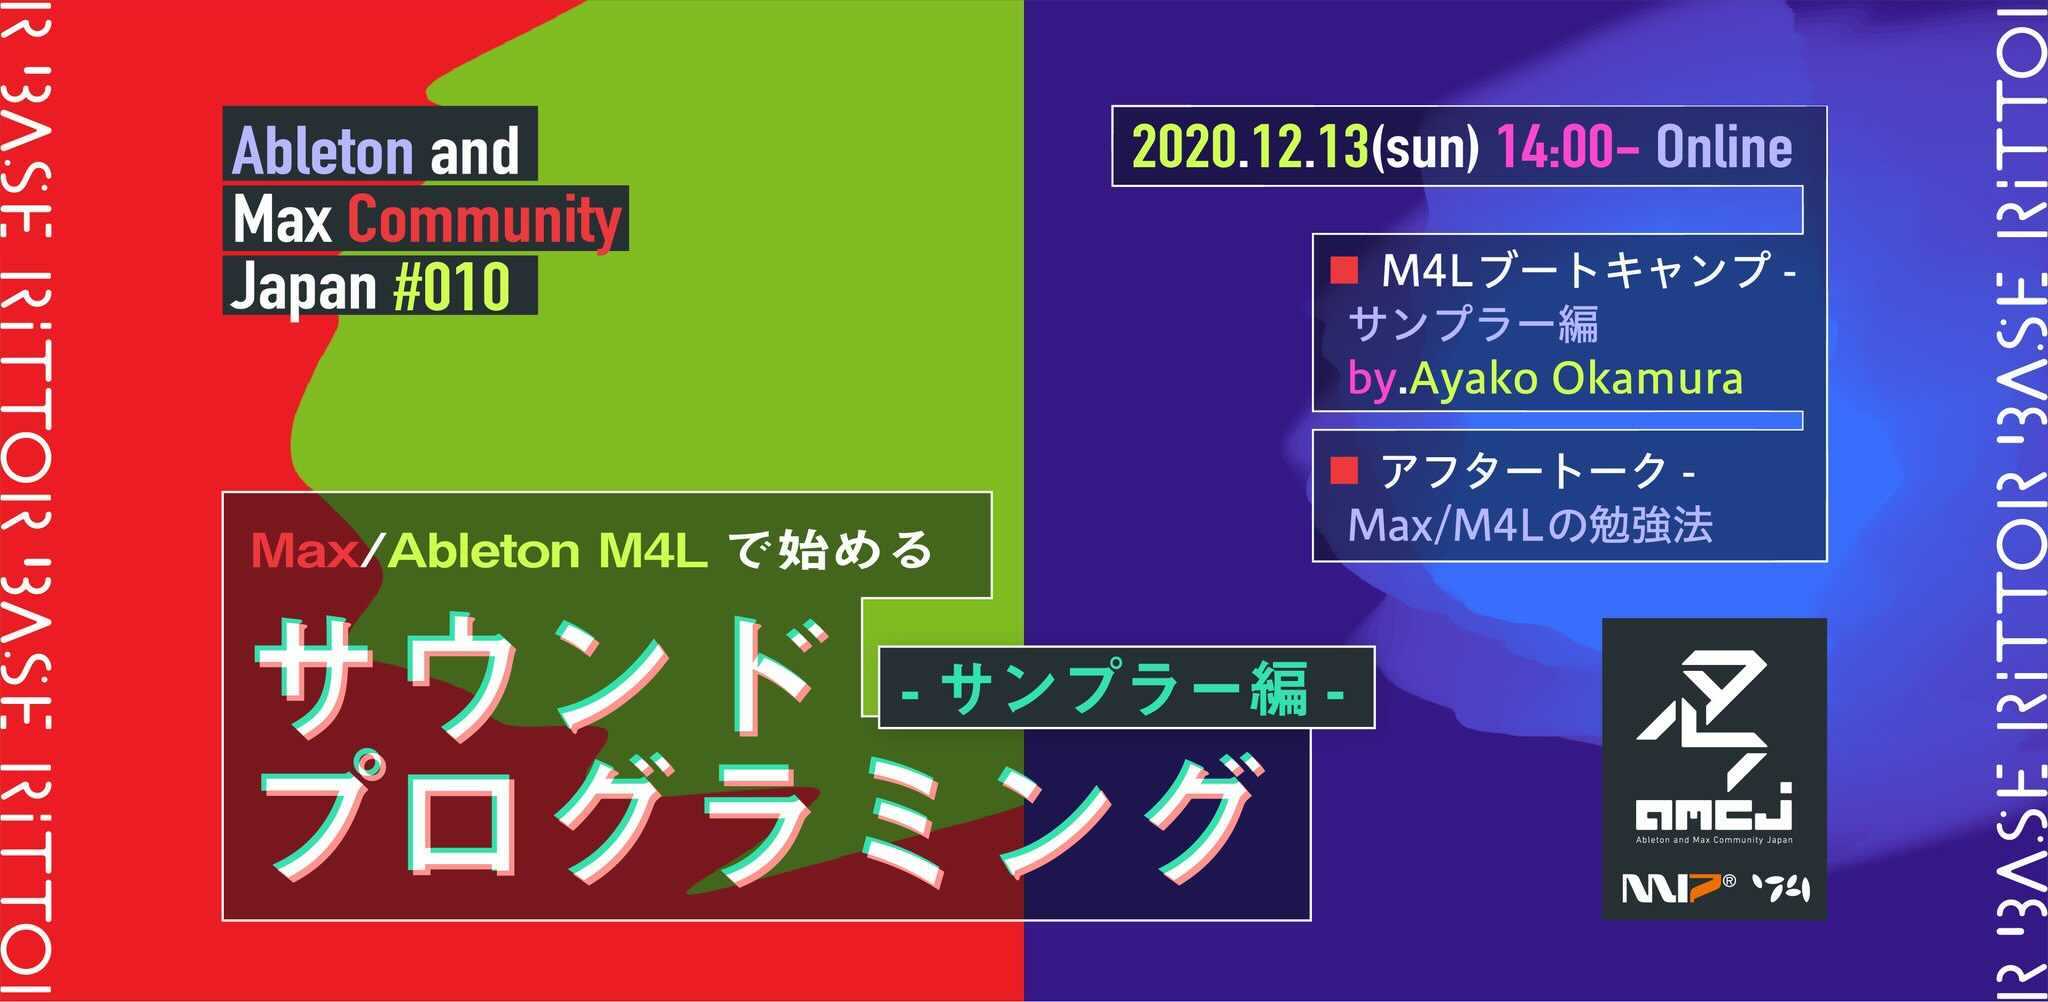 RiTTOR BASE RiTTOR BASE RiTTOR
Ableton and
Max Community
Japan #010
2020.12.13(sun) 14:00- Online
■ M4Lブートキャンプ -
サンプラー編
by.Ayako Okamura
■ アフタートーク -
Max/M4Lの勉強法
Max/Ableton M4L で始める
サウンド
- サンプラー編 -
プログラミング
amcj
Ableton and Max Community Japan
MI7®
RiTTOR BASE RiTTOR BASE RiTTOR